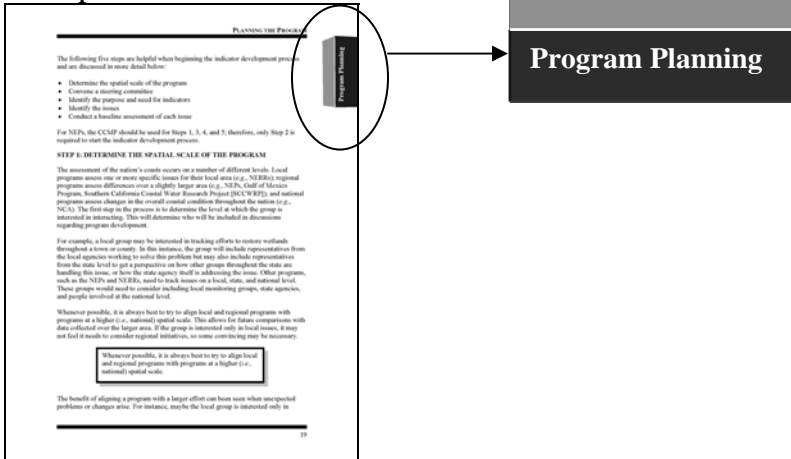 PLANNING THE PROGRAM
Program Planning
Program Planning
The following five steps are helpful when beginning the indicator development process
and are discussed in more detail below:
• Determine the spatial scale of the program
• Convene a steering committee
• Identify the purpose and need for indicators
• Identify the issues
• Conduct a baseline assessment of each issue
For NEPs, the CCMP should be used for Steps 1, 3, 4, and 5; therefore, only Step 2 is
required to start the indicator development process.
STEP 1: DETERMINE THE SPATIAL SCALE OF THE PROGRAM
The assessment of the nation's coasts occurs on a number of different levels. Local
programs assess one or more specific issues for their local area (e.g., NERRs); regional
programs assess differences over a slightly larger area (e.g., NEPs, Gulf of Mexico
Program, Southern California Coastal Water Research Project [SCCWRP]); and national
programs assess changes in the overall coastal condition throughout the nation (e.g.,
NCA). The first step in the process is to determine the level at which the group is
interested in interacting. This will determine who will be included in discussions
regarding program development.
For example, a local group may be interested in tracking efforts to restore wetlands
throughout a town or county. In this instance, the group will include representatives from
the local agencies working to solve this problem but may also include representatives
from the state level to get a perspective on how other groups throughout the state are
handling this issue, or how the state agency itself is addressing the issue. Other programs,
such as the NEPs and NERRs, need to track issues on a local, state, and national level.
These groups would need to consider including local monitoring groups, state agencies,
and people involved at the national level.
Whenever possible, it is always best to try to align local and regional programs with
programs at a higher (i.e., national) spatial scale. This allows for future comparisons with
data collected over the larger area. If the group is interested only in local issues, it may
not feel it needs to consider regional initiatives, so some convincing may be necessary.
Whenever possible, it is always best to try to align local
and regional programs with programs at a higher (i.e.,
national) spatial scale.
The benefit of aligning a program with a larger effort can been seen when unexpected
problems or changes arise. For instance, maybe the local group is interested only in
19